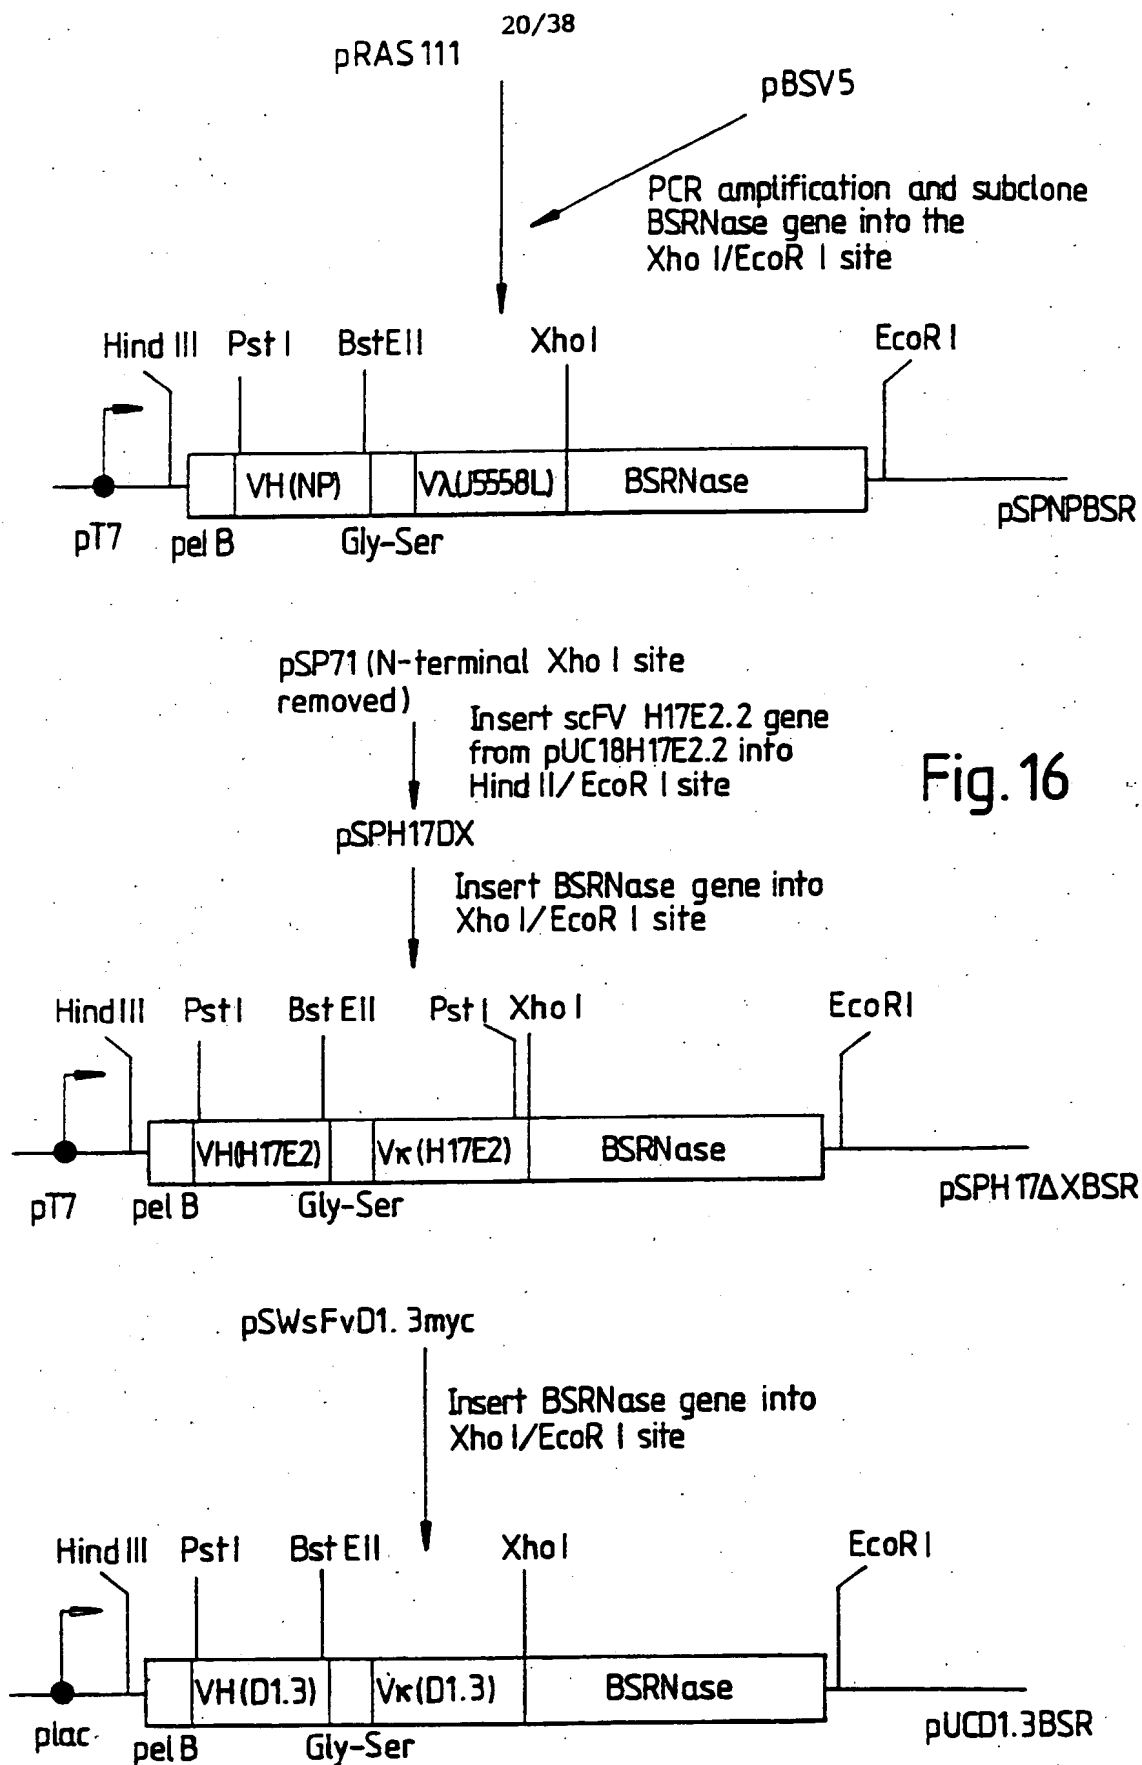 20/38
pRAS 111
pBSV5
PCR amplification and subclone
BSRNase gene into the
Xho I/EcoR I site
Hind III Pst I BstEII Xho I EcoR I
VH(NP) Vλ(J5558L) BSRNase
pT7 pel B Gly-Ser pSPNPBSR
pSP71 (N-terminal Xho I site
removed)
Insert scFV H17E2.2 gene
from pUC18H17E2.2 into
Hind II/EcoR I site
Fig. 16
pSPH17DX
Insert BSRNase gene into
Xho I/EcoR I site
Hind III Pst I Bst EII Pst I Xho I EcoRI
VH(H17E2) Vκ(H17E2) BSRNase
pT7 pel B Gly-Ser pSPH17ΔXBSR
pSWsFvD1.3myc
Insert BSRNase gene into
Xho I/EcoR I site
Hind III Pst I Bst EII Xho I EcoR I
VH(D1.3) Vκ(D1.3) BSRNase
plac pel B Gly-Ser pUCD1.3BSR